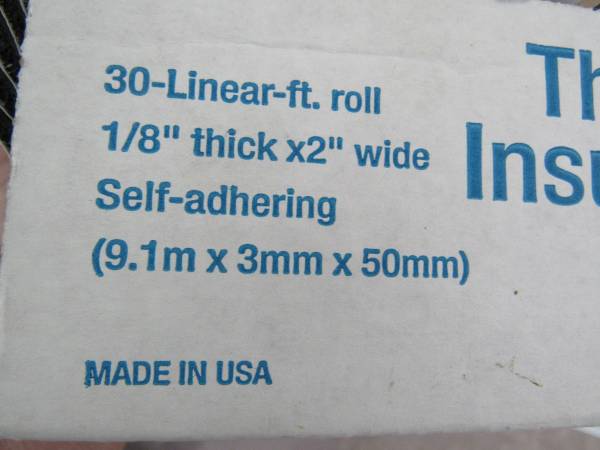 30-Linear-ft. roll
1/8" thick x2" wide
Self-adhering
(9.1m x 3mm x 50mm)
MADE IN USA